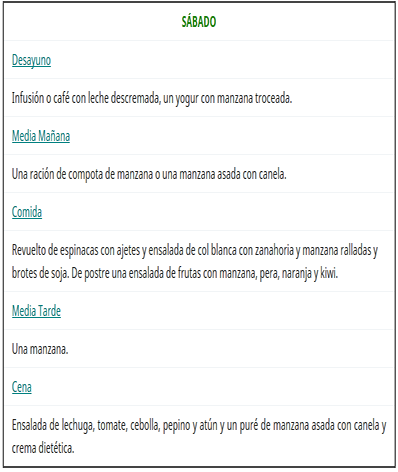 SÁBADO
Desayuno
Infusión o café con leche descremada, un yogur con manzana troceada.
Media Mañana
Una ración de compota de manzana o una manzana asada con canela.
Comida
Revuelto de espinacas con ajetes y ensalada de col blanca con zanahoria y manzana ralladas y
brotes de soja. De postre una ensalada de frutas con manzana, pera, naranja y kiwi.
Media Tarde
Una manzana.
Cena
Ensalada de lechuga, tomate, cebolla, pepino y atún y un puré de manzana asada con canela y
crema dietética.